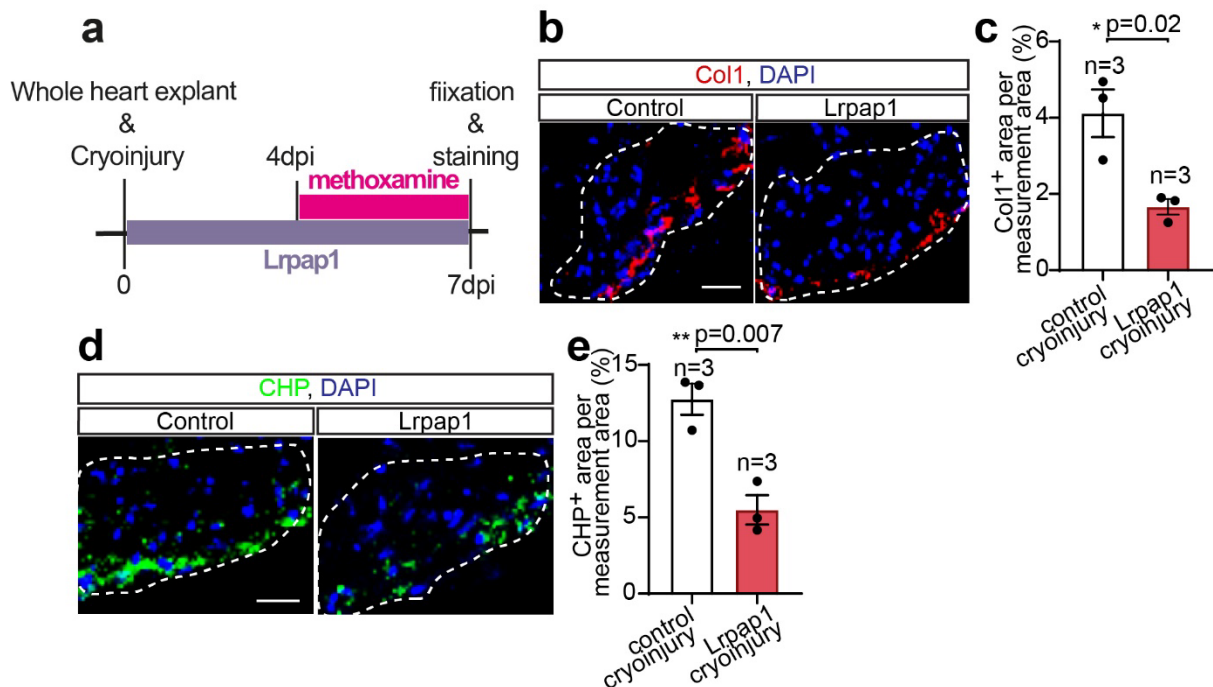 a
Whole heart explant
&
Cryoinjury
fiixation
&
staining
4dpi
methoxamine
Lrpap1
0
7dpi
b
Col1, DAPI
Control
Lrpap1
c
* p=0.02
Col1+ area per
measurement area (%)
6
4
2
0
n=3
n=3
control
cryoinjury
Lrpap1
cryoinjury
d
CHP, DAPI
Control
Lrpap1
e
** p=0.007
CHP+ area per
measurement area (%)
15
10
5
0
n=3
n=3
control
cryoinjury
Lrpap1
cryoinjury